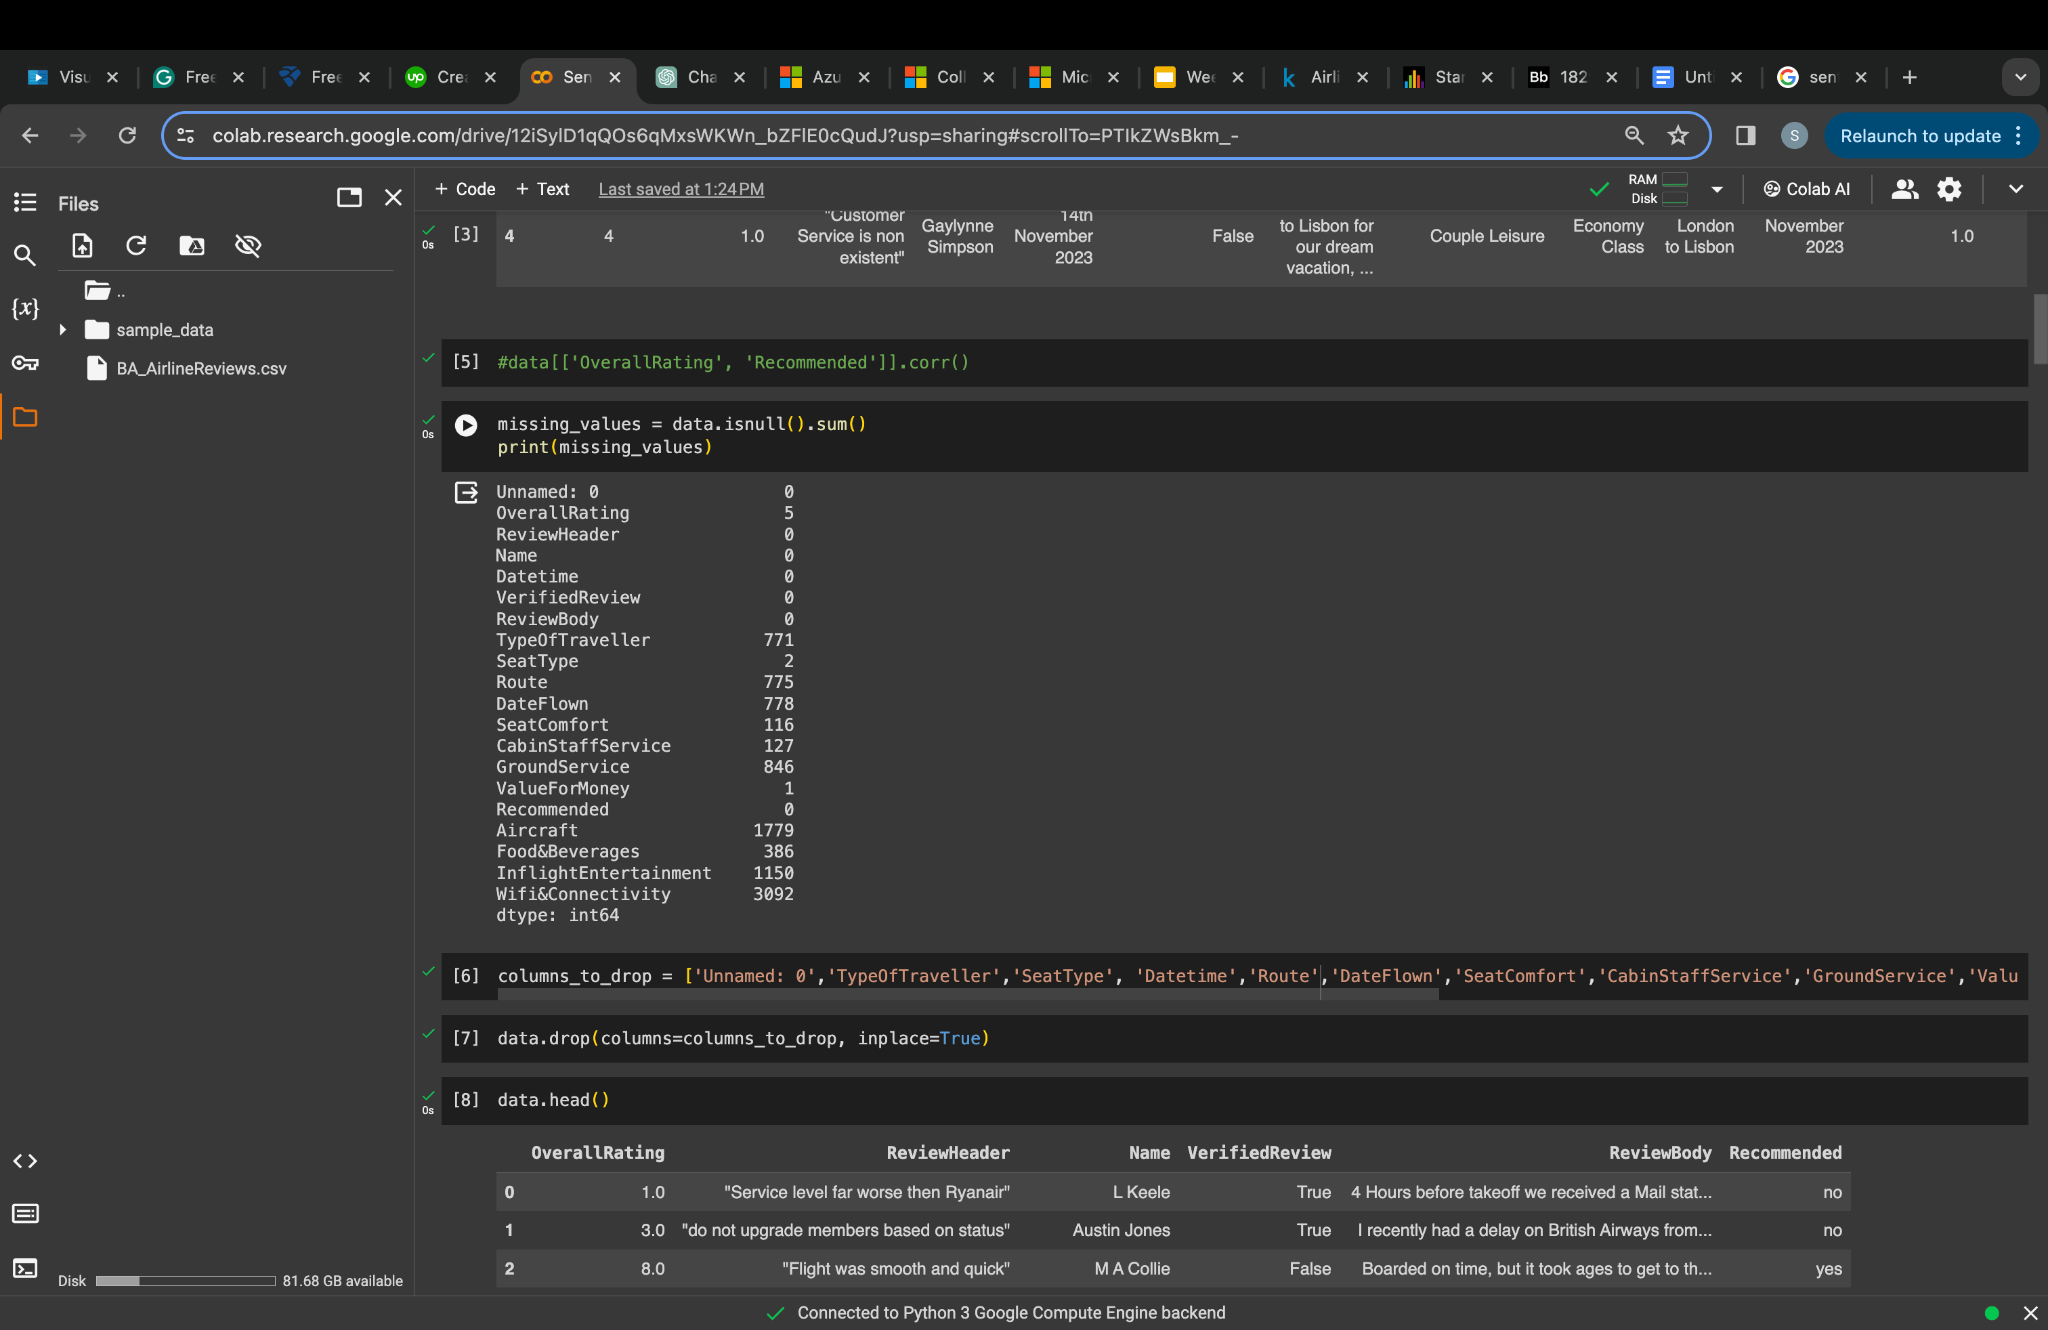 Visu
Free
Free
Crea
Sen
Cha
Azu
Coll
Mic
We
Airli
Star
Bb 182
Unt
sen
colab.research.google.com/drive/12iSylD1qQOs6qMxsWKWn_bZFlE0cQudJ?usp=sharing#scrollTo=PTIkZWsBkm_-
S
Relaunch to update
Files
+ Code + Text Last saved at 1:24 PM
RAM
Disk
Colab AI
..
sample_data
BA_AirlineReviews.csv
0s
[3] 4 4 1.0 "Customer Service is non existent" Gaylynne Simpson 14th November 2023 False to Lisbon for our dream vacation, ... Couple Leisure Economy Class London to Lisbon November 2023 1.0
[5] #data[['OverallRating', 'Recommended']].corr()
0s
missing_values = data.isnull().sum()
print(missing_values)
Unnamed: 0 0
OverallRating 5
ReviewHeader 0
Name 0
Datetime 0
VerifiedReview 0
ReviewBody 0
TypeOfTraveller 771
SeatType 2
Route 775
DateFlown 778
SeatComfort 116
CabinStaffService 127
GroundService 846
ValueForMoney 1
Recommended 0
Aircraft 1779
Food&Beverages 386
InflightEntertainment 1150
Wifi&Connectivity 3092
dtype: int64
[6] columns_to_drop = ['Unnamed: 0','TypeOfTraveller','SeatType', 'Datetime','Route','DateFlown','SeatComfort','CabinStaffService','GroundService','Valu
[7] data.drop(columns=columns_to_drop, inplace=True)
0s
[8] data.head()
OverallRating ReviewHeader Name VerifiedReview ReviewBody Recommended
0 1.0 "Service level far worse then Ryanair" L Keele True 4 Hours before takeoff we received a Mail stat... no
1 3.0 "do not upgrade members based on status" Austin Jones True I recently had a delay on British Airways from... no
2 8.0 "Flight was smooth and quick" M A Collie False Boarded on time, but it took ages to get to th... yes
Disk 81.68 GB available
Connected to Python 3 Google Compute Engine backend